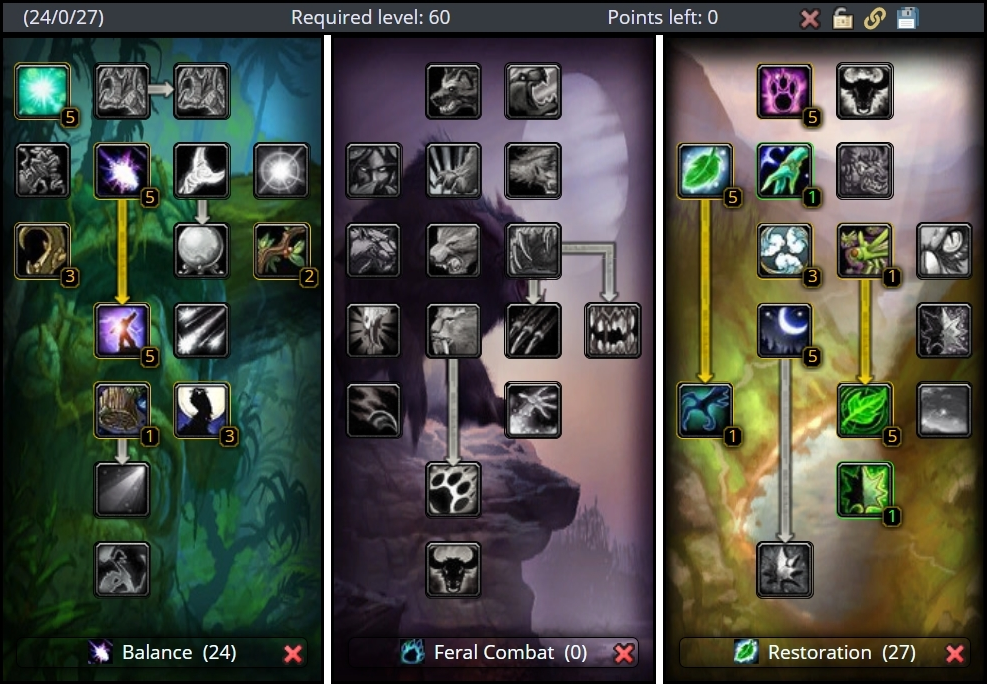 (24/0/27) Required level: 60 Points left: 0
5
5
5 5 1
3 2 3 1
5 5
1 3 1 5
1
Balance (24) Feral Combat (0) Restoration (27)